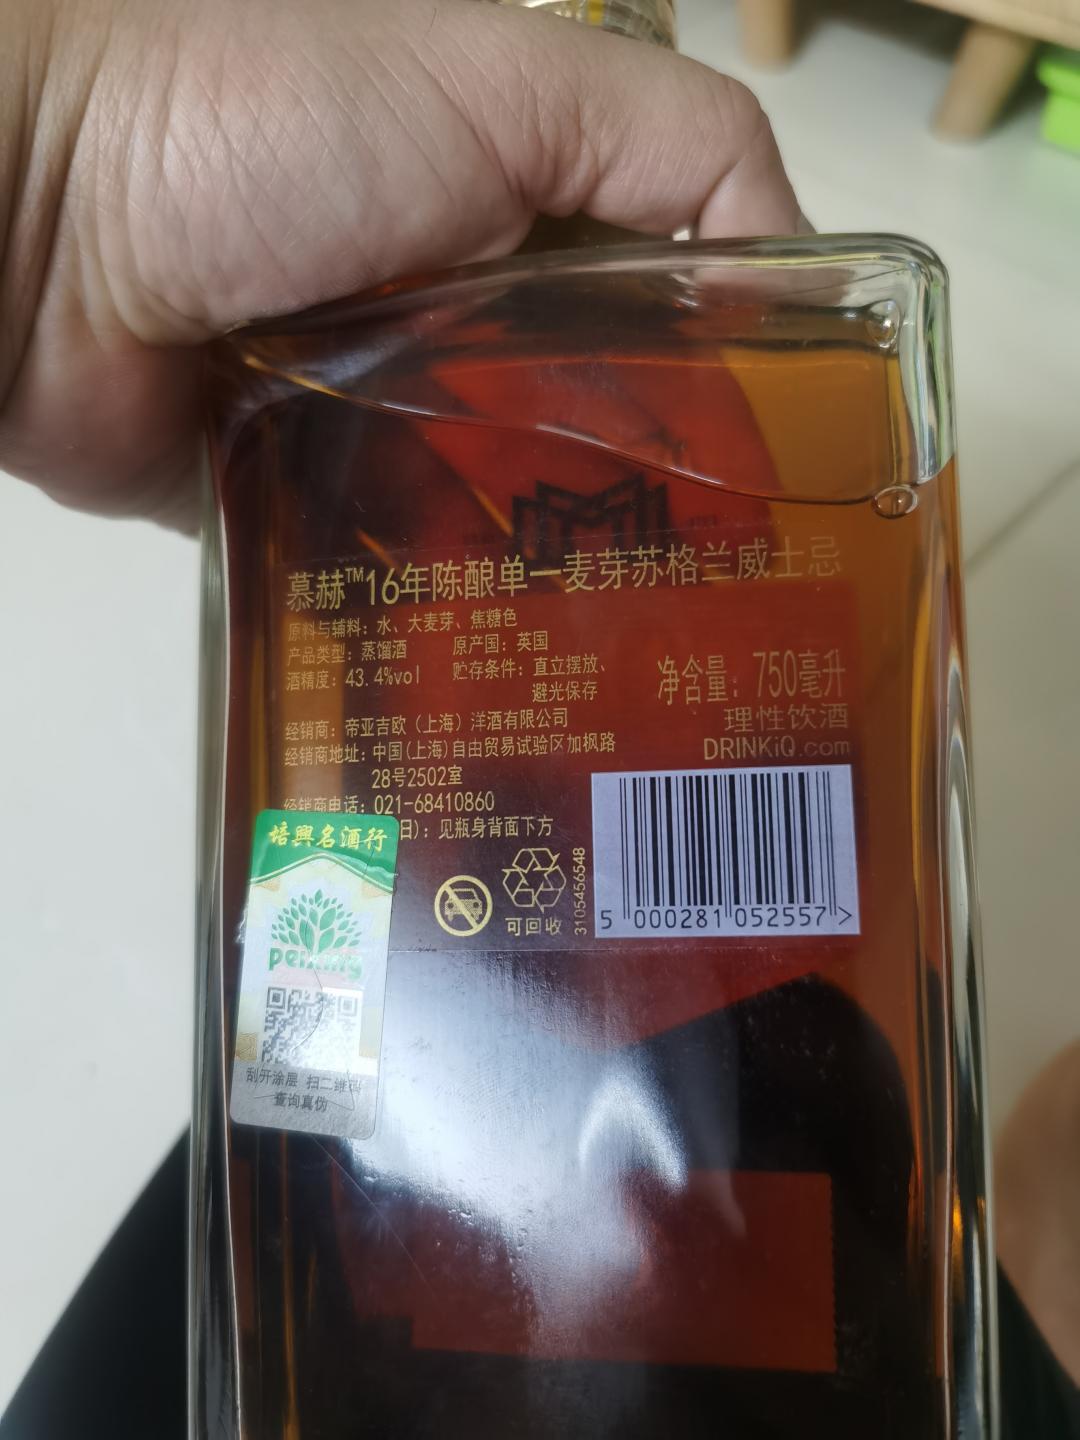 慕赫™16年陈酿单一麦芽苏格兰威士忌
原料与辅料：水、大麦芽、焦糖色
产品类型：蒸馏酒 原产国：英国
酒精度：43.4%vol 贮存条件：直立摆放、
避光保存
净含量：750毫升
理性饮酒
DRINKiQ.com
经销商：帝亚吉欧（上海）洋酒有限公司
经销商地址：中国(上海)自由贸易试验区加枫路
28号2502室
经销商电话：021-68410860
日)：见瓶身背面下方
可回收
3105456548
5 000281 052557 >
培興名酒行
peixing
刮开涂层 扫二维码
查询真伪